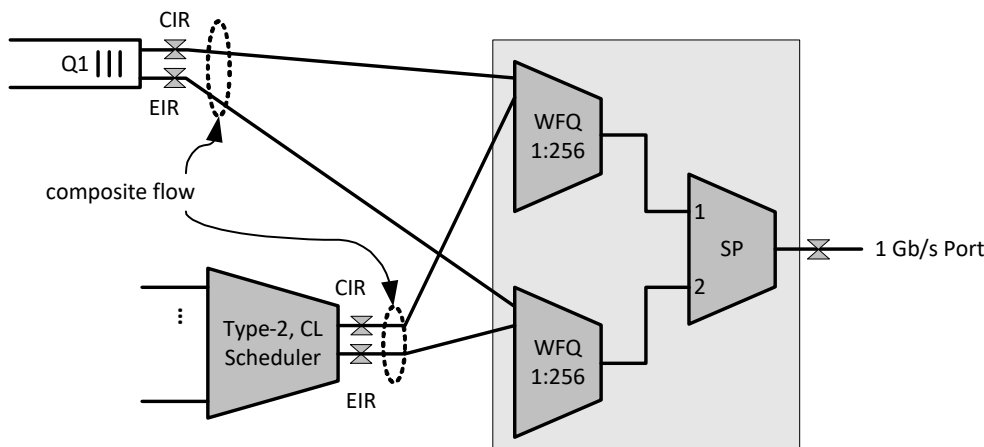 CIR
Q1
EIR
composite flow
WFQ
1:256
1
SP
1 Gb/s Port
2
CIR
...
Type-2, CL
Scheduler
EIR
WFQ
1:256